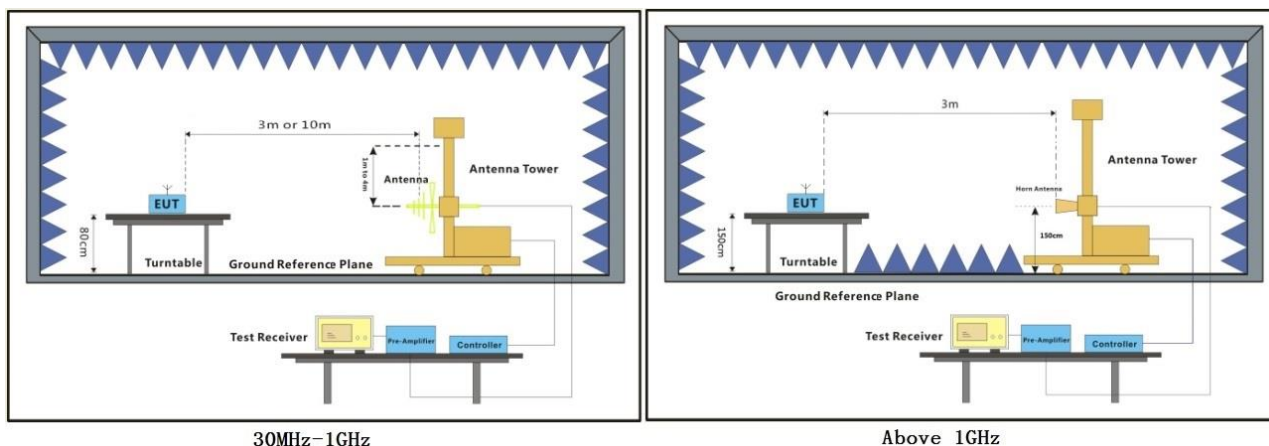 3m or 10m
1m to 4m
Antenna
Antenna Tower
EUT
80cm
Turntable
Ground Reference Plane
Test Receiver
Pre-Amplifier
Controller
30MHz-1GHz
3m
Antenna Tower
Horn Antenna
EUT
150cm
150cm
Turntable
Ground Reference Plane
Test Receiver
Pre-Amplifier
Controller
Above 1GHz